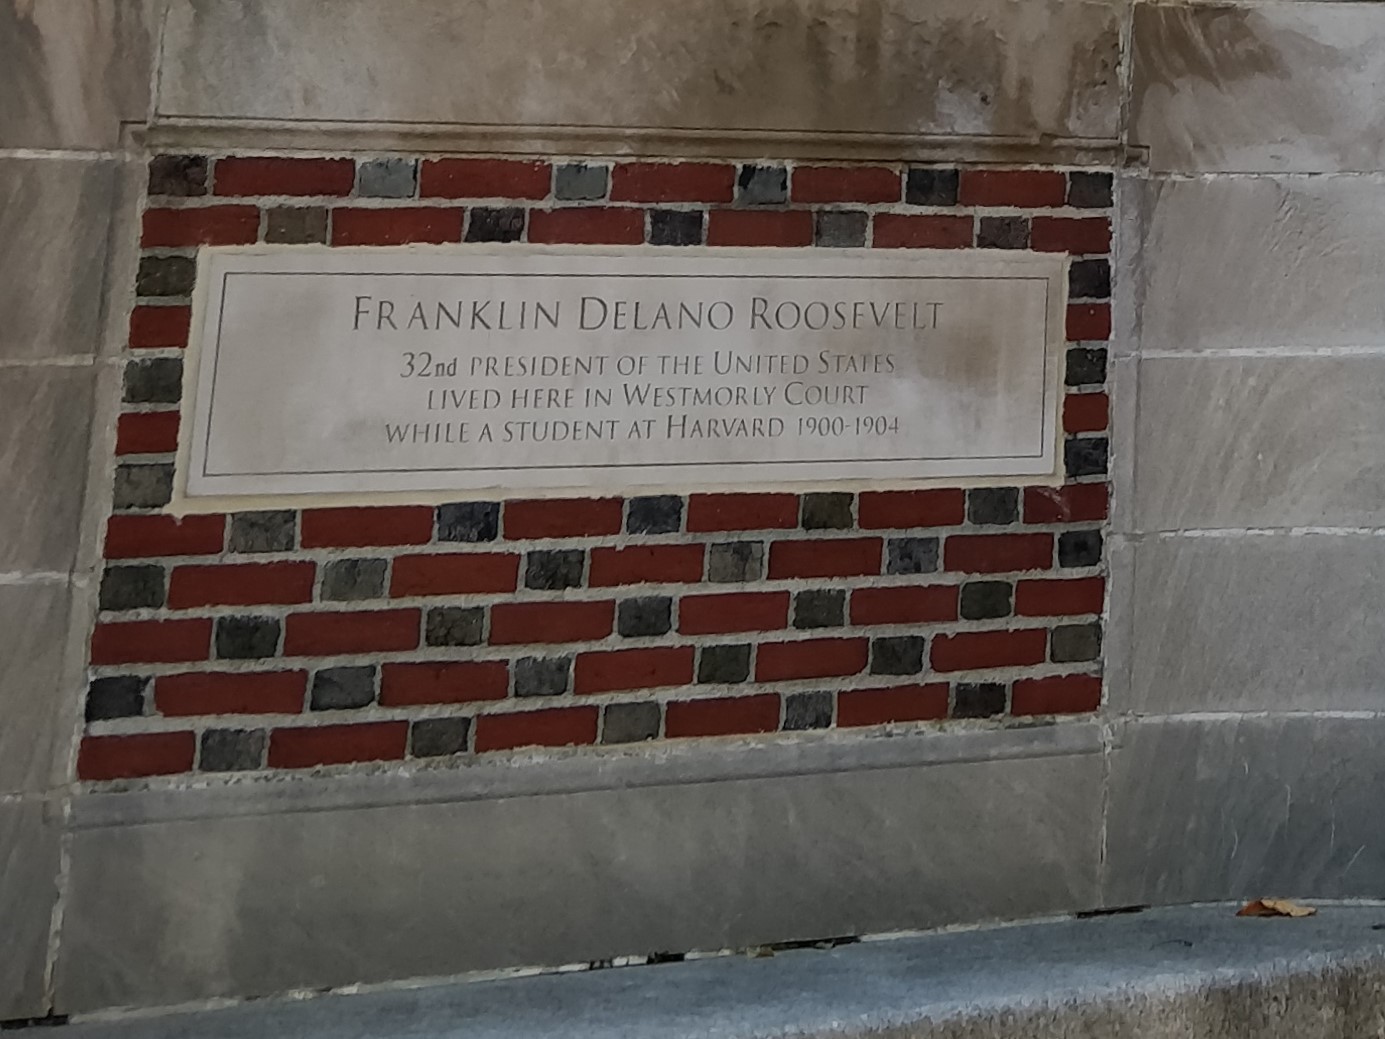 FRANKLIN DELANO ROOSEVELT
32nd PRESIDENT OF THE UNITED STATES
LIVED HERE IN WESTMORLY COURT
WHILE A STUDENT AT HARVARD 1900-1904